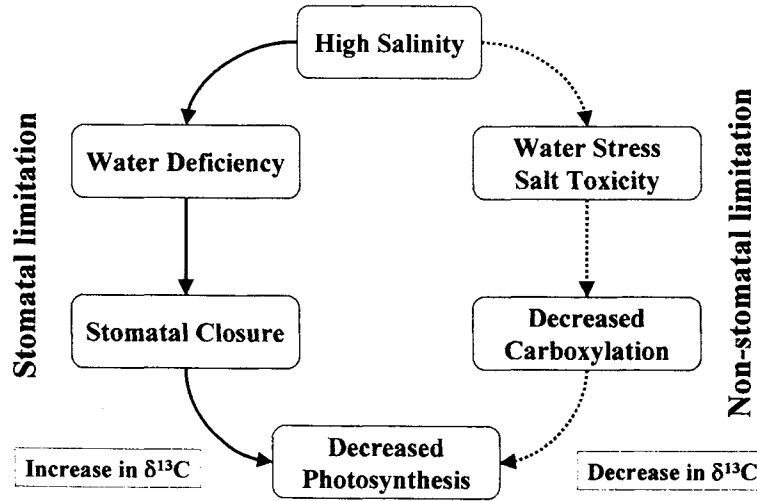 High Salinity
Stomatal limitation
Water Deficiency
Water Stress
Salt Toxicity
Non-stomatal limitation
Stomatal Closure
Decreased
Carboxylation
Decreased
Photosynthesis
Increase in δ¹³C
Decrease in δ¹³C